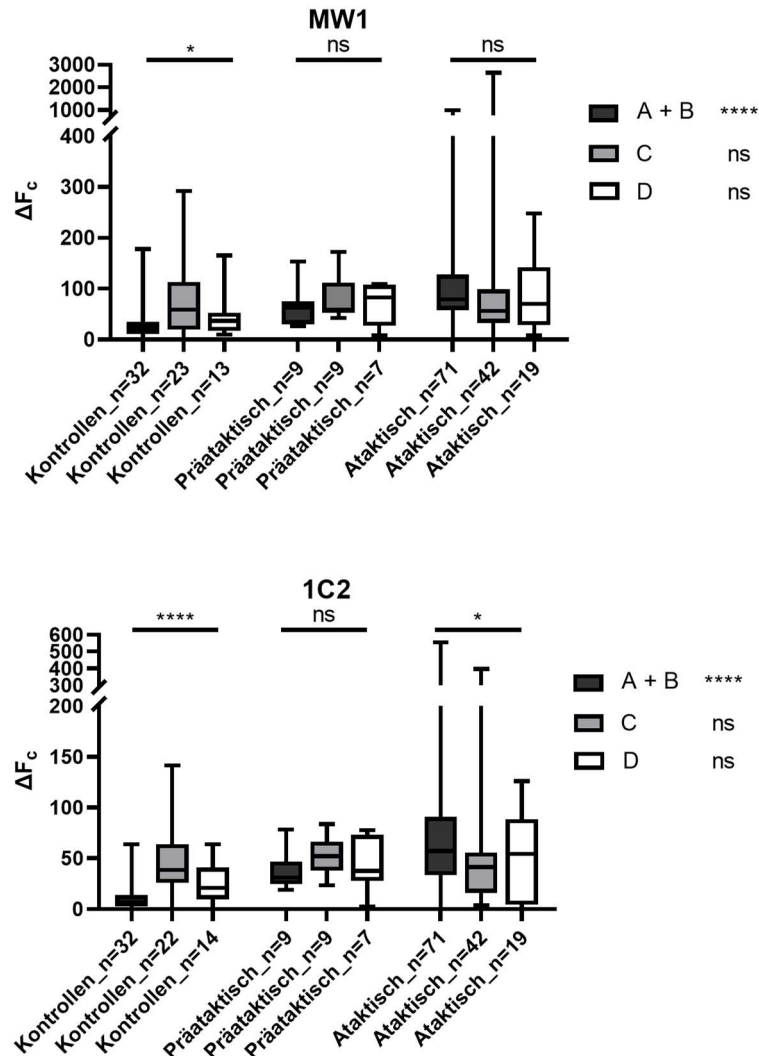 MW1
* ns ns
3000
2000
1000
400
300
200
100
0
ΔFc
A + B ****
C ns
D ns
Kontrollen_n=32
Kontrollen_n=23
Kontrollen_n=13
Präataktisch_n=9
Präataktisch_n=9
Präataktisch_n=7
Ataktisch_n=71
Ataktisch_n=42
Ataktisch_n=19
1C2
**** ns *
600
500
400
300
200
150
100
50
0
ΔFc
A + B ****
C ns
D ns
Kontrollen_n=32
Kontrollen_n=22
Kontrollen_n=14
Präataktisch_n=9
Präataktisch_n=9
Präataktisch_n=7
Ataktisch_n=71
Ataktisch_n=42
Ataktisch_n=19